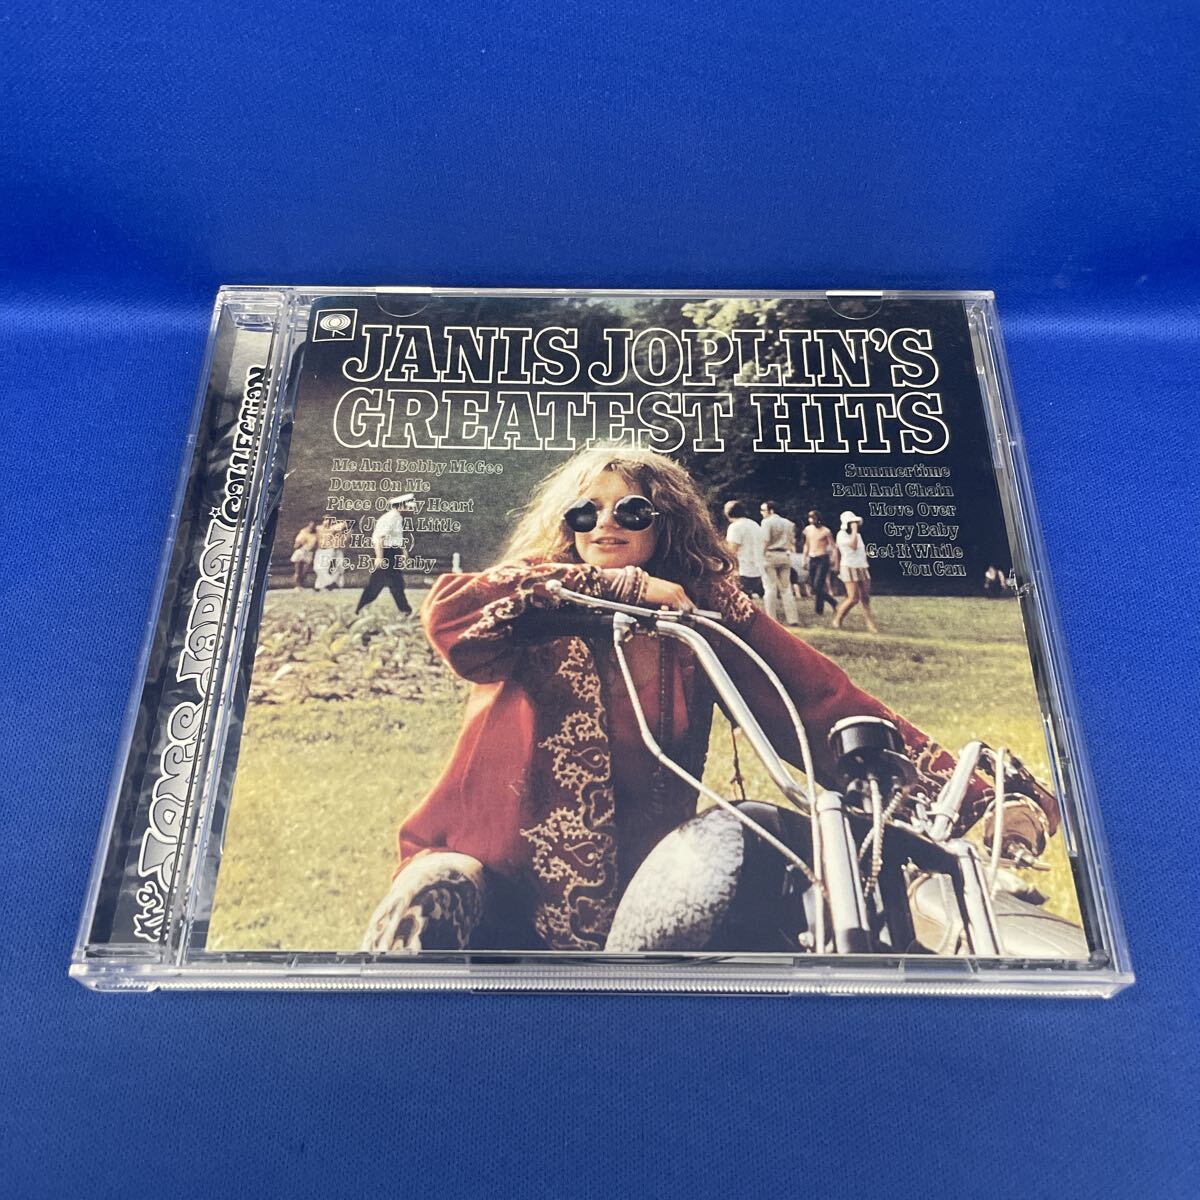 JANIS JOPLIN'S
GREATEST HITS
Me And Bobby McGee
Down On Me
Piece Of My Heart
Try (Just A Little
Bit Harder)
Bye, Bye Baby
Summertime
Ball And Chain
Move Over
Cry Baby
Get It While
You Can
The JANIS JOPLIN COLLECTION